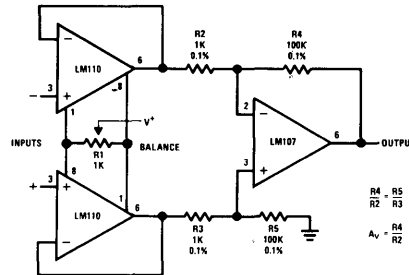 R2
1K
0.1%
R4
100K
0.1%
6
LM110
8
3
1
V+
2
LM107
6
OUTPUT
INPUTS
R1
1K
BALANCE
3
8
1
3
LM110
6
R3
1K
0.1%
R5
100K
0.1%
R4/R2 = R5/R3
AV = R4/R2